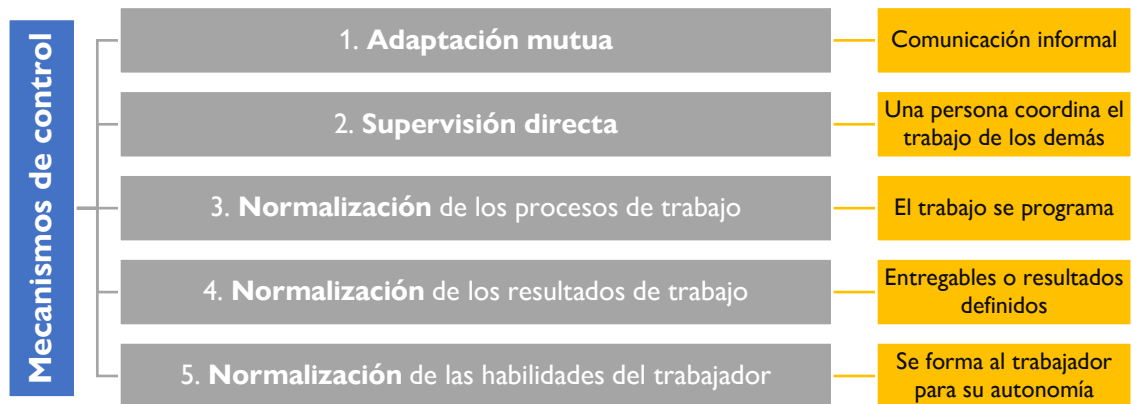 Mecanismos de control
1. Adaptación mutua
Comunicación informal
2. Supervisión directa
Una persona coordina el
trabajo de los demás
3. Normalización de los procesos de trabajo
El trabajo se programa
4. Normalización de los resultados de trabajo
Entregables o resultados
definidos
5. Normalización de las habilidades del trabajador
Se forma al trabajador
para su autonomía